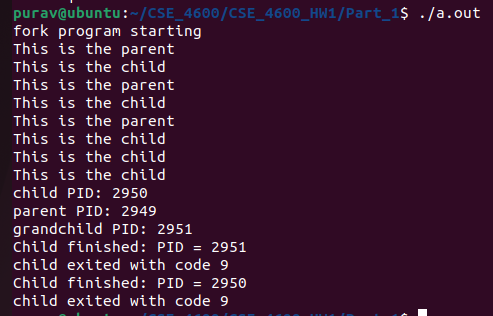 purav@ubuntu:~/CSE_4600/CSE_4600_HW1/Part_1$ ./a.out
fork program starting
This is the parent
This is the child
This is the parent
This is the child
This is the parent
This is the child
This is the child
This is the child
child PID: 2950
parent PID: 2949
grandchild PID: 2951
Child finished: PID = 2951
child exited with code 9
Child finished: PID = 2950
child exited with code 9